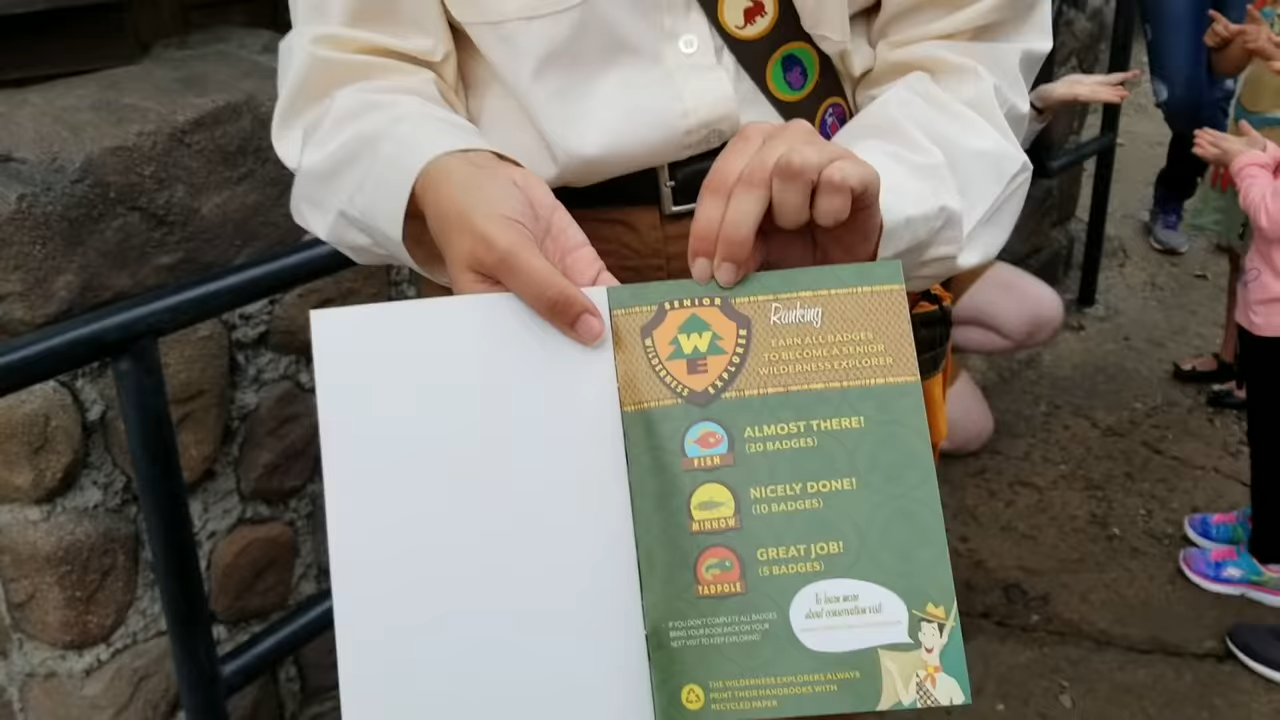 SENIOR
WILDERNESS EXPLORER
W
E
Ranking
EARN ALL BADGES
TO BECOME A SENIOR
WILDERNESS EXPLORER
FISH
ALMOST THERE!
(20 BADGES)
MINNOW
NICELY DONE!
(10 BADGES)
TADPOLE
GREAT JOB!
(5 BADGES)
To learn more
about conservation visit
IF YOU DON'T COMPLETE ALL BADGES
BRING YOUR BOOK BACK ON YOUR
NEXT VISIT TO KEEP EXPLORING!
THE WILDERNESS EXPLORERS ALWAYS
PRINT THEIR HANDBOOKS WITH
RECYCLED PAPER